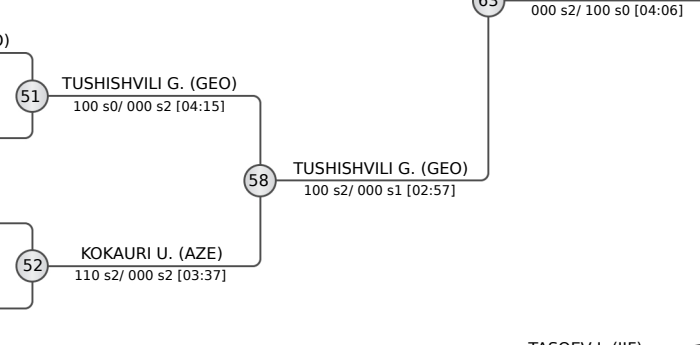 63
000 s2/ 100 s0 [04:06]
)
TUSHISHVILI G. (GEO)
51
100 s0/ 000 s2 [04:15]
TUSHISHVILI G. (GEO)
58
100 s2/ 000 s1 [02:57]
KOKAURI U. (AZE)
52
110 s2/ 000 s2 [03:37]